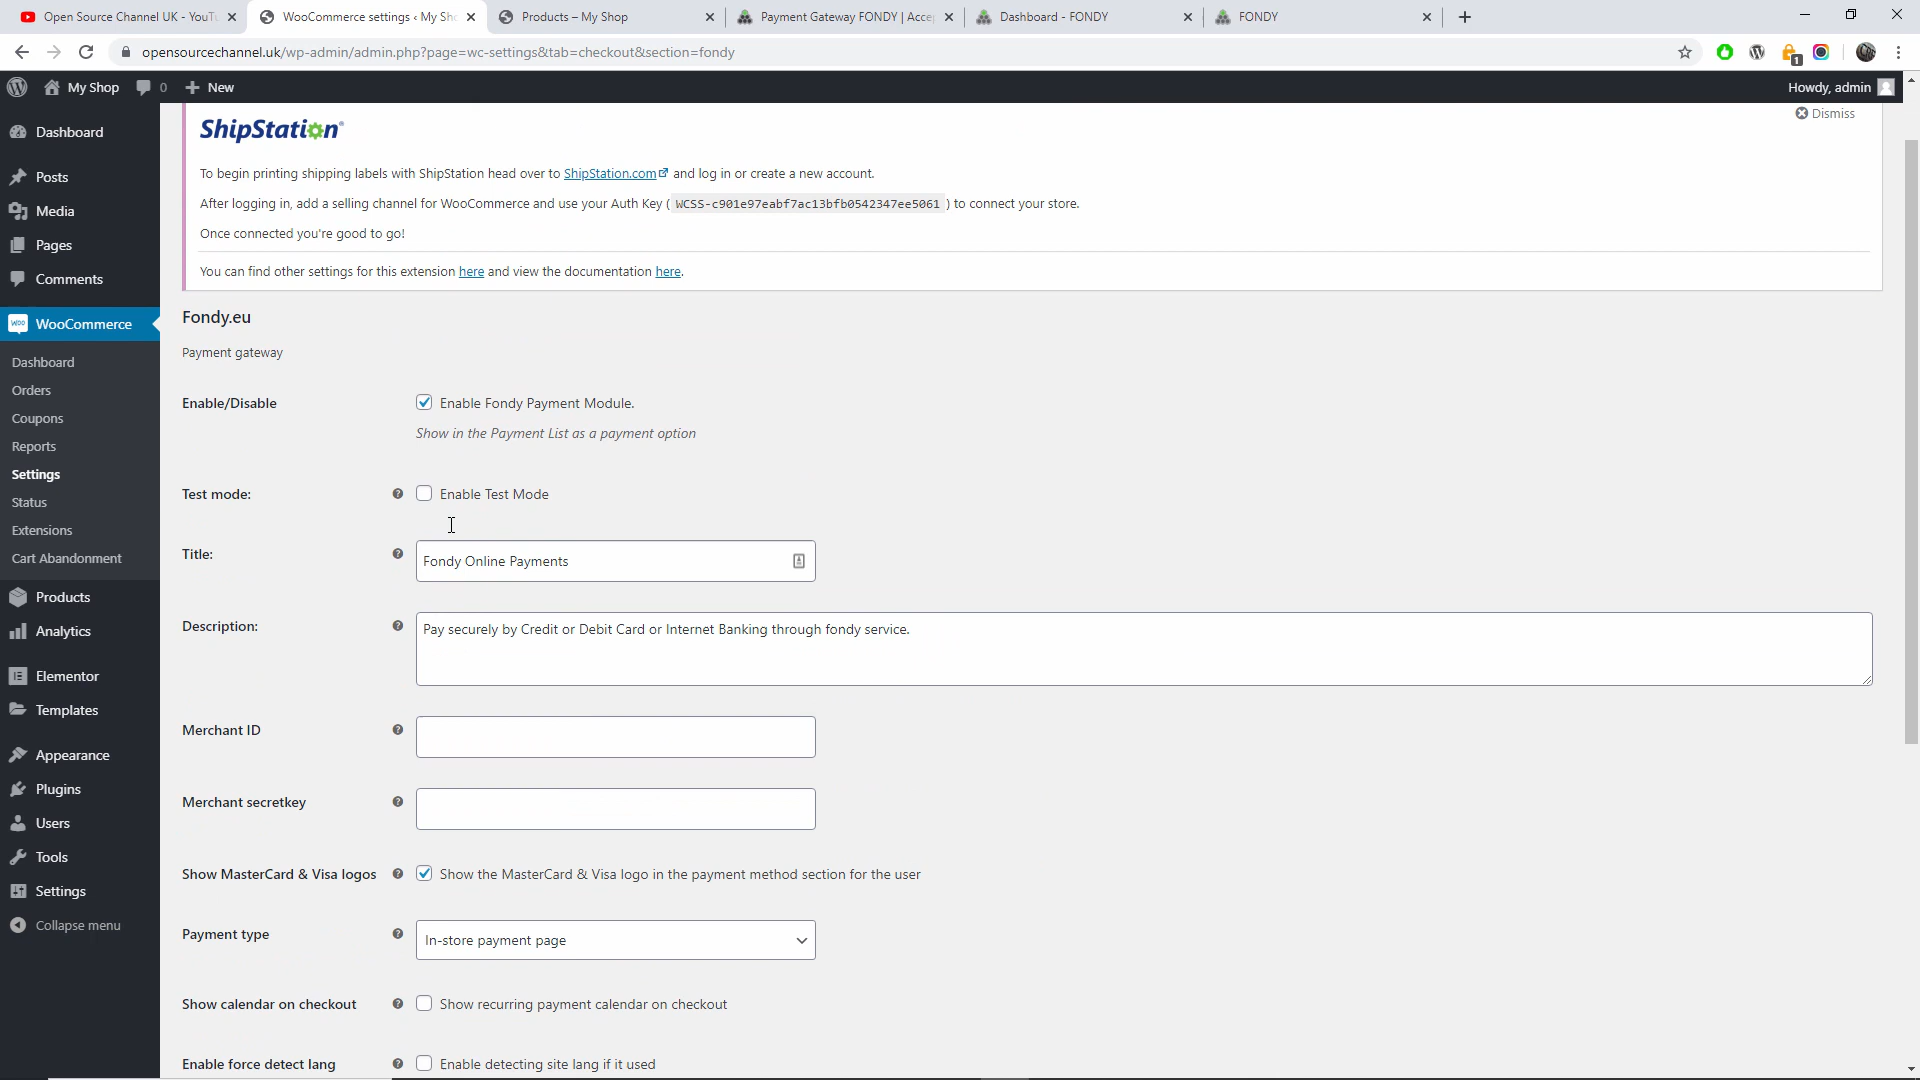 Open Source Channel UK - YouTu
WooCommerce settings ‹ My Sho
Products – My Shop
Payment Gateway FONDY | Accep
Dashboard - FONDY
FONDY
opensourcechannel.uk/wp-admin/admin.php?page=wc-settings&tab=checkout&section=fondy
1
My Shop
0
New
Howdy, admin
Dashboard
Posts
Media
Pages
Comments
WooCommerce
Dashboard
Orders
Coupons
Reports
Settings
Status
Extensions
Cart Abandonment
Products
Analytics
Elementor
Templates
Appearance
Plugins
Users
Tools
Settings
Collapse menu
ShipStation®
Dismiss
To begin printing shipping labels with ShipStation head over to ShipStation.com and log in or create a new account.
After logging in, add a selling channel for WooCommerce and use your Auth Key ( WCSS-c901e97eabf7ac13bfb0542347ee5061 ) to connect your store.
Once connected you're good to go!
You can find other settings for this extension here and view the documentation here.
Fondy.eu
Payment gateway
Enable/Disable
Enable Fondy Payment Module.
Show in the Payment List as a payment option
Test mode:
Enable Test Mode
Title:
Fondy Online Payments
Description:
Pay securely by Credit or Debit Card or Internet Banking through fondy service.
Merchant ID
Merchant secretkey
Show MasterCard & Visa logos
Show the MasterCard & Visa logo in the payment method section for the user
Payment type
In-store payment page
Show calendar on checkout
Show recurring payment calendar on checkout
Enable force detect lang
Enable detecting site lang if it used